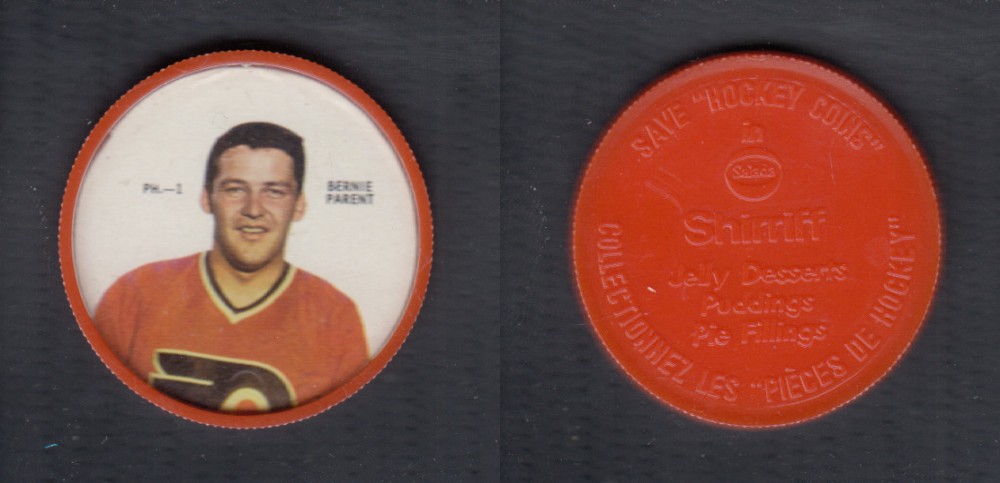 PH.—1
BERNIE
PARENT
SAVE "HOCKEY COINS"
in
Salada
Shirriff
Jelly Desserts
Puddings
Pie Fillings
COLLECTIONNEZ LES "PIÈCES DE HOCKEY"